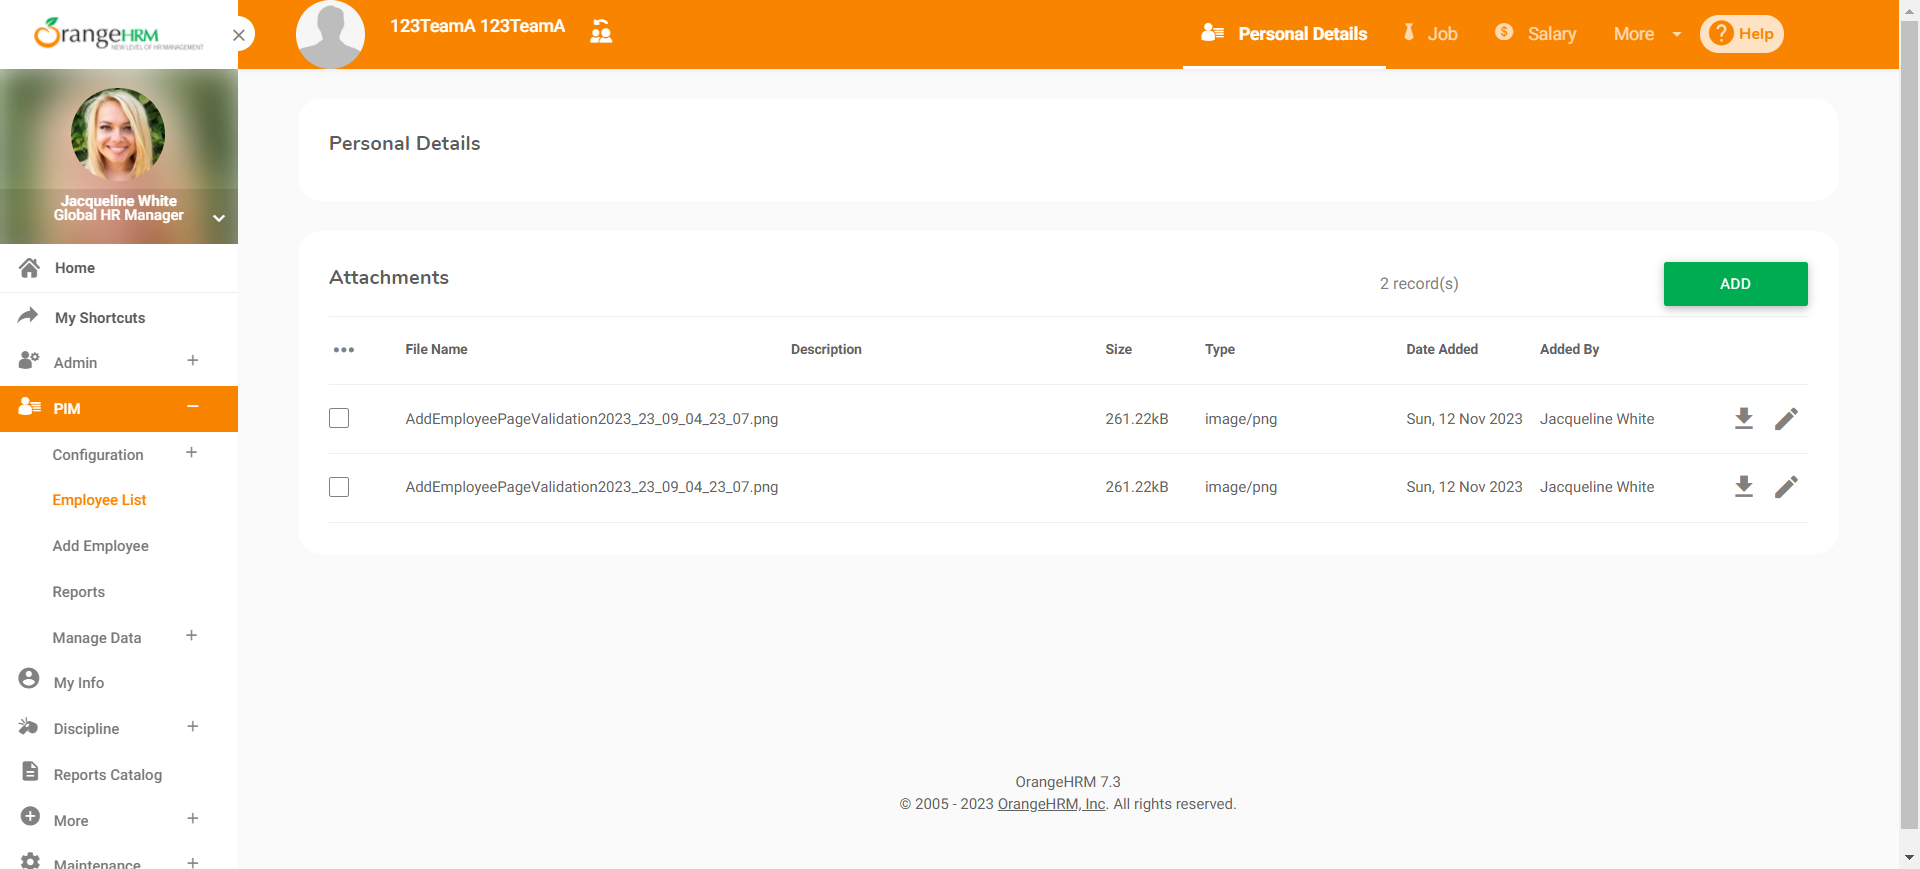 OrangeHRM
NEW LEVEL OF HR MANAGEMENT
123TeamA 123TeamA
Personal Details
Job
Salary
More
? Help
Jacqueline White
Global HR Manager
Home
My Shortcuts
Admin
PIM
Configuration
Employee List
Add Employee
Reports
Manage Data
My Info
Discipline
Reports Catalog
More
Maintenance
Personal Details
Attachments
2 record(s)
ADD
File Name Description Size Type Date Added Added By
AddEmployeePageValidation2023_23_09_04_23_07.png 261.22kB image/png Sun, 12 Nov 2023 Jacqueline White
AddEmployeePageValidation2023_23_09_04_23_07.png 261.22kB image/png Sun, 12 Nov 2023 Jacqueline White
OrangeHRM 7.3
© 2005 - 2023 OrangeHRM, Inc. All rights reserved.